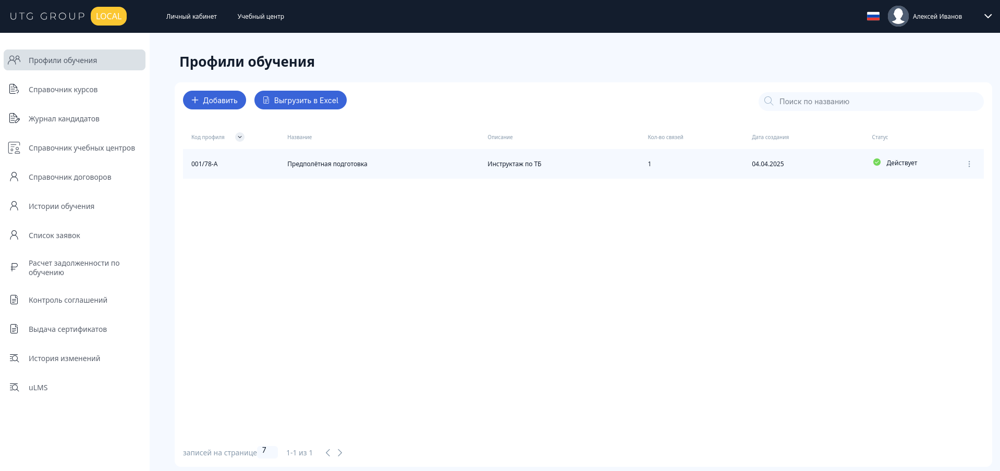 UTG GROUP LOCAL
Личный кабинет
Учебный центр
Алексей Иванов
Профили обучения
Справочник курсов
Журнал кандидатов
Справочник учебных центров
Справочник договоров
Истории обучения
Список заявок
Расчет задолженности по
обучению
Контроль соглашений
Выдача сертификатов
История изменений
uLMS
Профили обучения
Добавить
Выгрузить в Excel
Поиск по названию
Код профиля Название Описание Кол-во связей Дата создания Статус
001/78-А Предполётная подготовка Инструктаж по ТБ 1 04.04.2025 Действует
записей на странице 7 1-1 из 1